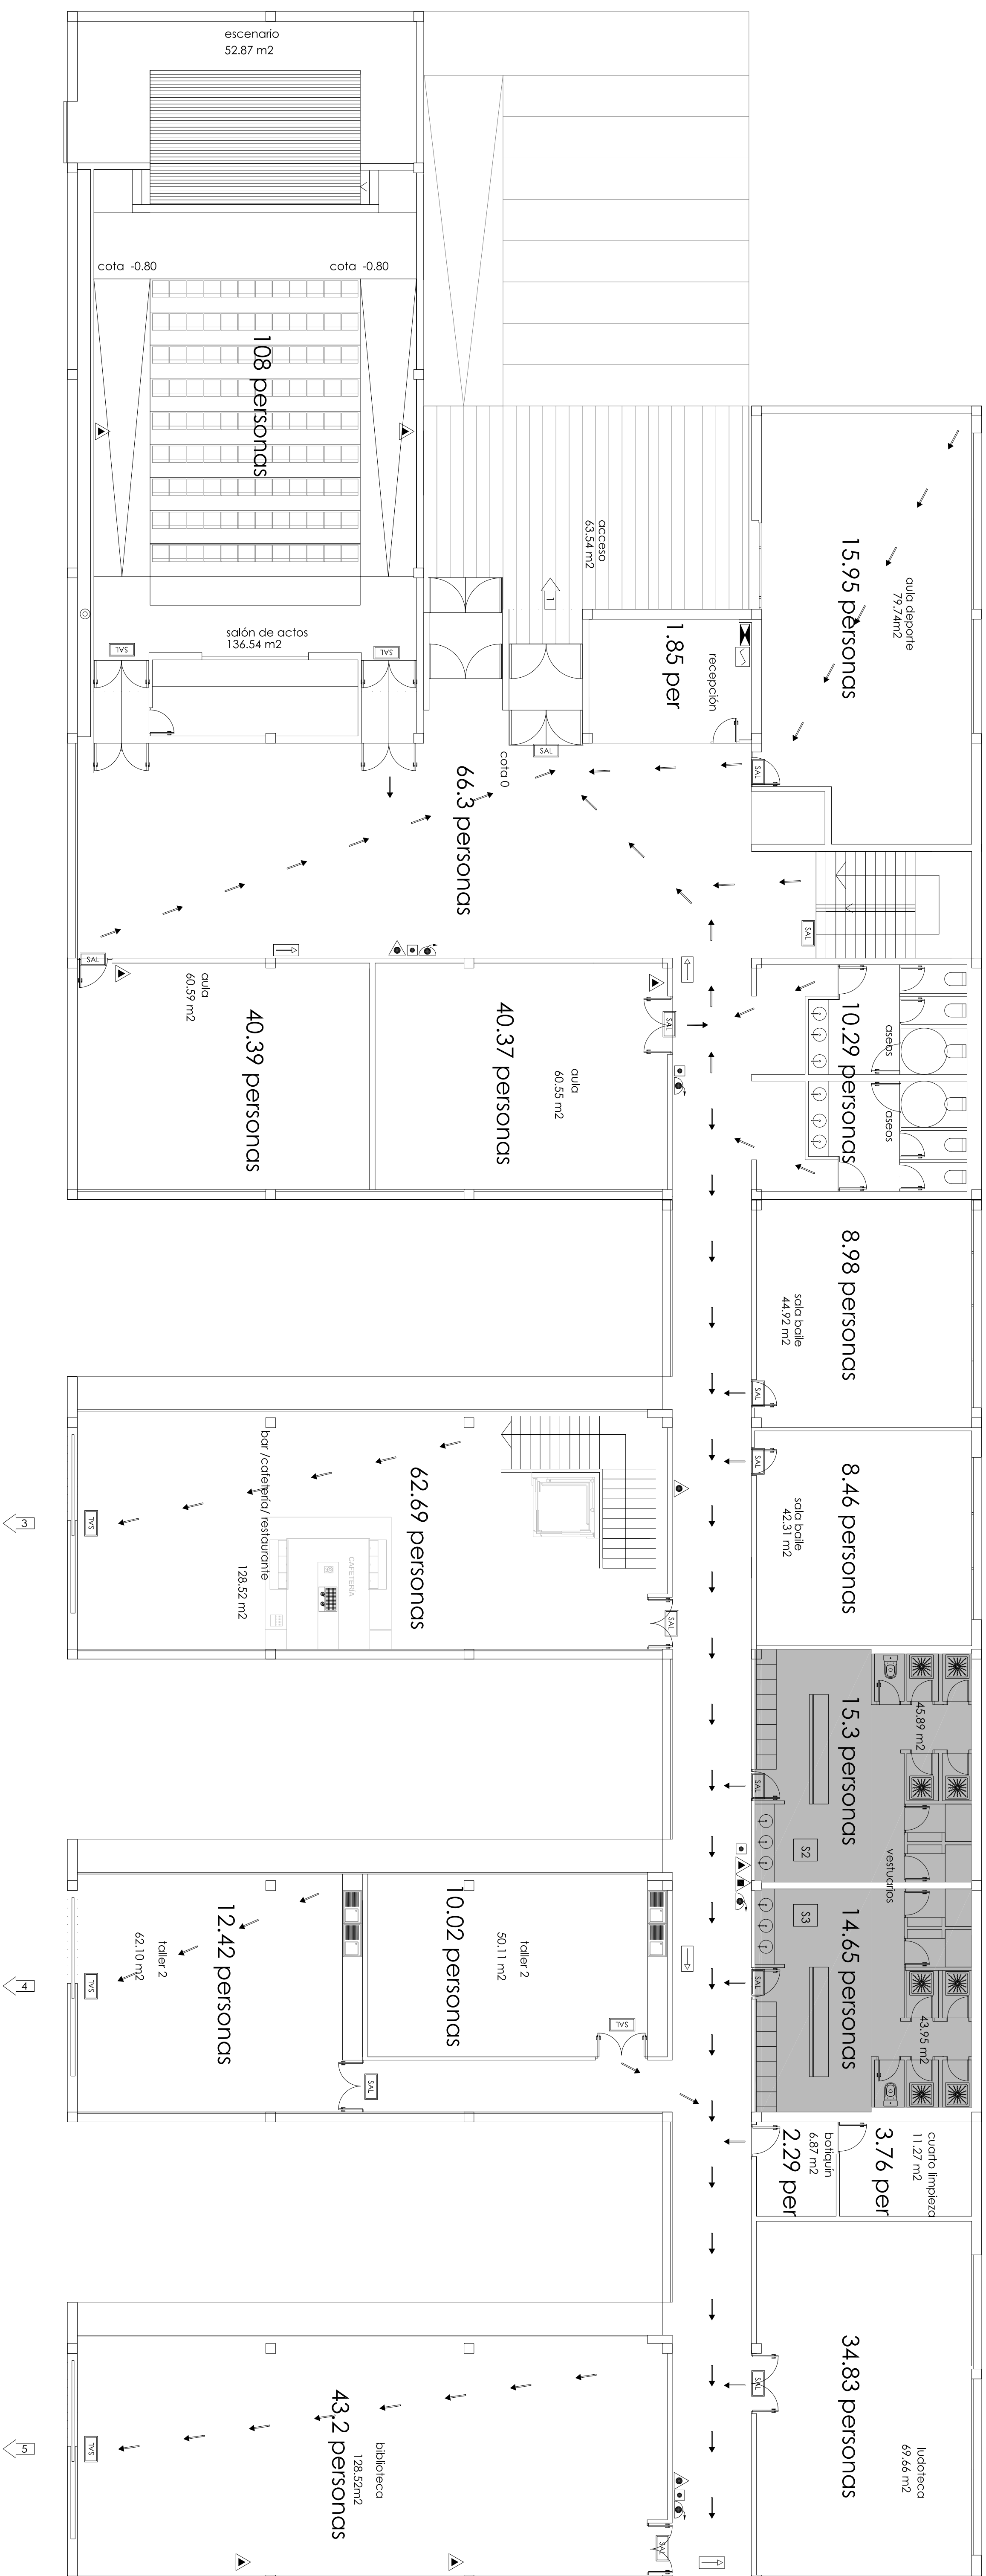 escenario
52.87 m2
cota -0.80
cota -0.80
108 personas
acceso
63.54 m2
1
15.95 personas
aula deporte
79.74m2
salón de actos
136.54 m2
SAL
SAL
1.85 per
recepción
SAL
cota 0
SAL
66.3 personas
SAL
SAL
aula
60.59 m2
40.39 personas
40.37 personas
aula
60.55 m2
SAL
10.29 personas
aseos
aseos
8.98 personas
sala baile
44.92 m2
SAL
SAL
8.46 personas
sala baile
42.31 m2
bar /cafetería/ restaurante
128.52 m2
62.69 personas
CAFETERÍA
SAL
3
SAL
15.3 personas
45.89 m2
SAL
S2
vestuarios
S3
14.65 personas
43.95 m2
SAL
12.42 personas
taller 2
62.10 m2
10.02 personas
taller 2
50.11 m2
SAL
4
SAL
SAL
2.29 per
botiquin
6.87 m2
3.76 per
cuarto limpieza
11.27 m2
34.83 personas
ludoteca
69.66 m2
SAL
43.2 personas
biblioteca
128.52m2
SAL
5
SAL